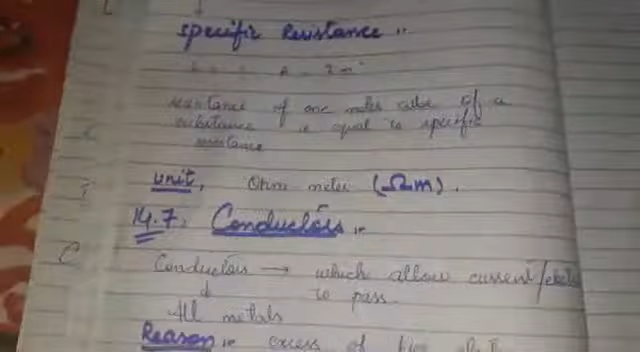 specific Resistance :-
resistance of one meter cube of a
substance is equal to specific
resistance
unit, Ohm meter (Ωm).
14.7: Conductors :-
Conductors → which allow current/
↓ to pass
All metals
Reason :- excess of